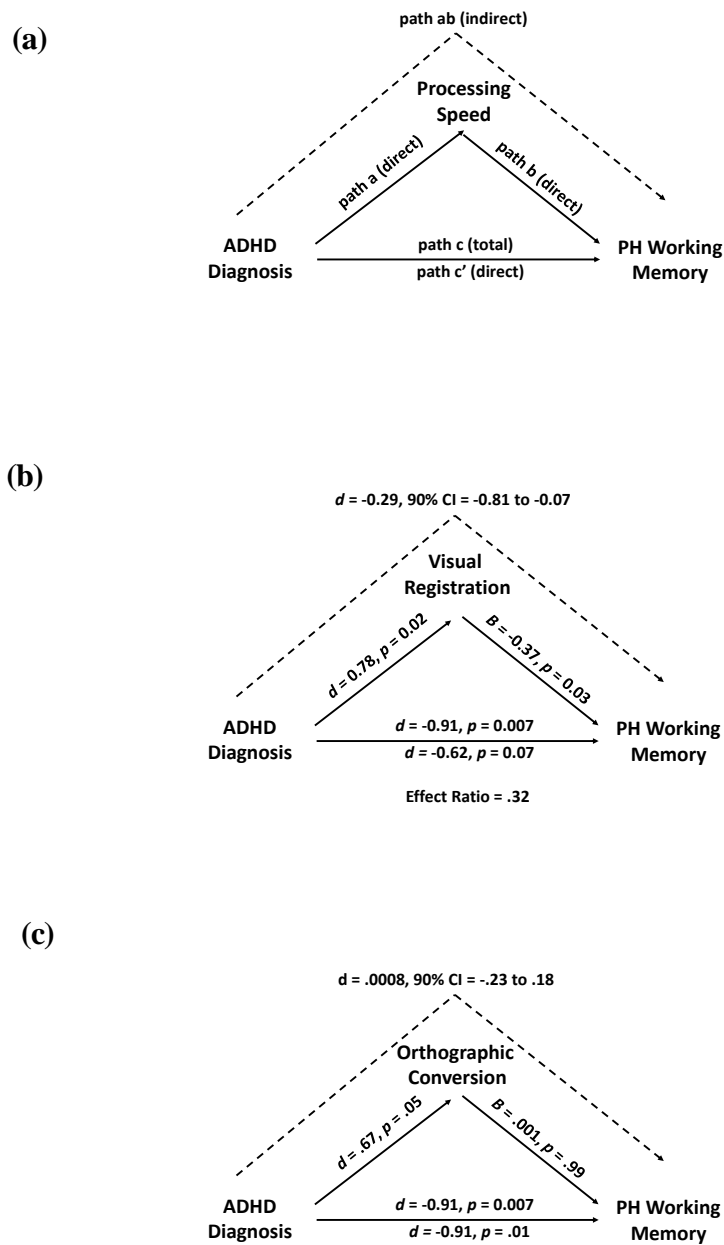 (a)
path ab (indirect)
Processing
Speed
path a (direct)
path b (direct)
ADHD
Diagnosis
path c (total)
path c’ (direct)
PH Working
Memory
(b)
d = -0.29, 90% CI = -0.81 to -0.07
Visual
Registration
d = 0.78, p = 0.02
B = -0.37, p = 0.03
ADHD
Diagnosis
d = -0.91, p = 0.007
d = -0.62, p = 0.07
PH Working
Memory
Effect Ratio = .32
(c)
d = .0008, 90% CI = -.23 to .18
Orthographic
Conversion
d = .67, p = .05
B = .001, p = .99
ADHD
Diagnosis
d = -0.91, p = 0.007
d = -0.91, p = .01
PH Working
Memory